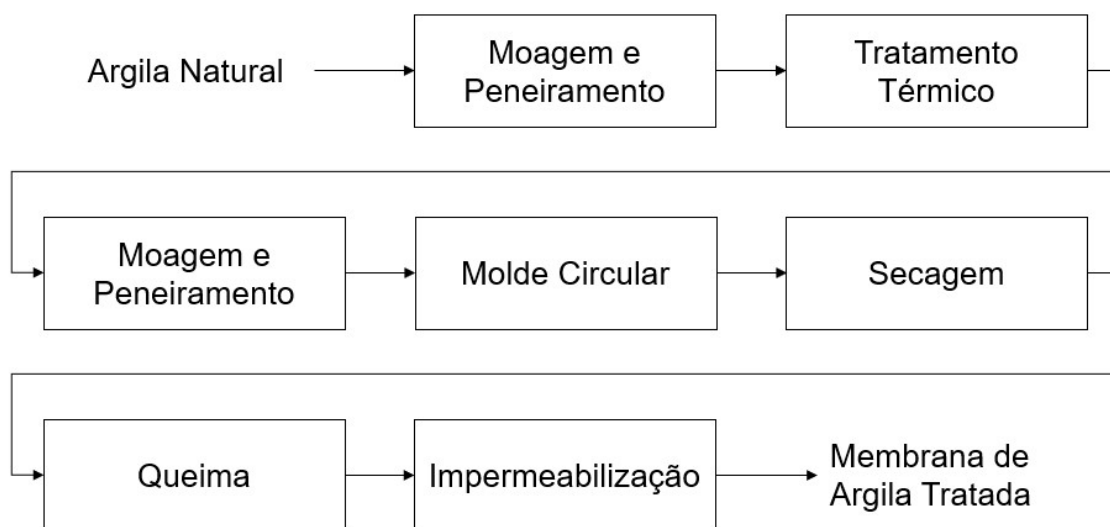 Argila Natural
Moagem e
Peneiramento
Tratamento
Térmico
Moagem e
Peneiramento
Molde Circular
Secagem
Queima
Impermeabilização
Membrana de
Argila Tratada